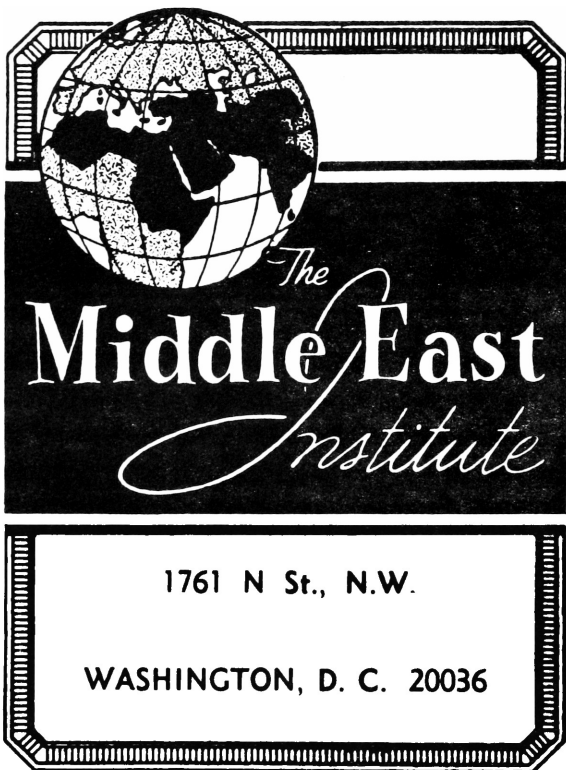 The
Middle East
Institute
1761 N St., N.W.
WASHINGTON, D. C. 20036